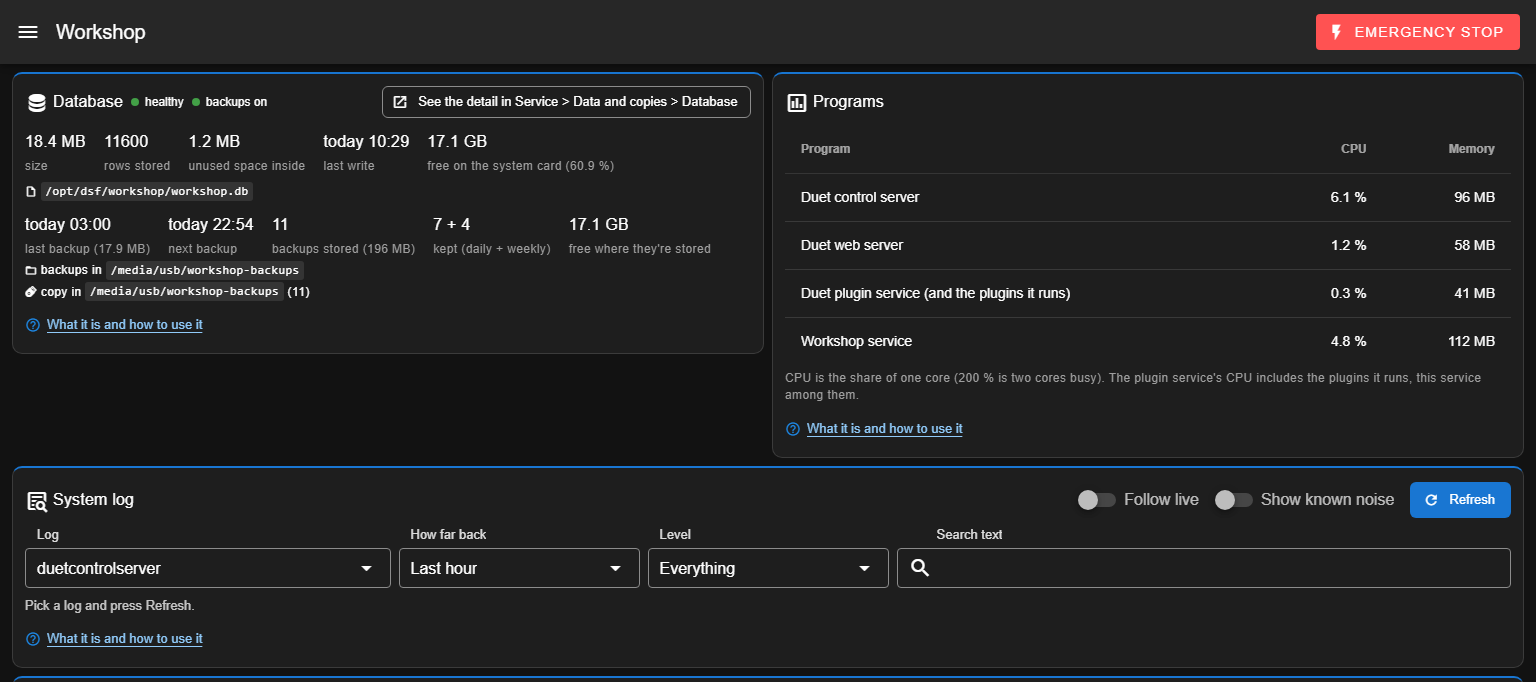 Workshop
EMERGENCY STOP
Database healthy backups on
See the detail in Service > Data and copies > Database
18.4 MB 11600 1.2 MB today 10:29 17.1 GB
size rows stored unused space inside last write free on the system card (60.9 %)
/opt/dsf/workshop/workshop.db
today 03:00 today 22:54 11 7 + 4 17.1 GB
last backup (17.9 MB) next backup backups stored (196 MB) kept (daily + weekly) free where they're stored
backups in /media/usb/workshop-backups
copy in /media/usb/workshop-backups (11)
What it is and how to use it
Programs
Program CPU Memory
Duet control server 6.1 % 96 MB
Duet web server 1.2 % 58 MB
Duet plugin service (and the plugins it runs) 0.3 % 41 MB
Workshop service 4.8 % 112 MB
CPU is the share of one core (200 % is two cores busy). The plugin service's CPU includes the plugins it runs, this service
among them.
What it is and how to use it
System log
Follow live Show known noise Refresh
Log How far back Level Search text
duetcontrolserver Last hour Everything
Pick a log and press Refresh.
What it is and how to use it